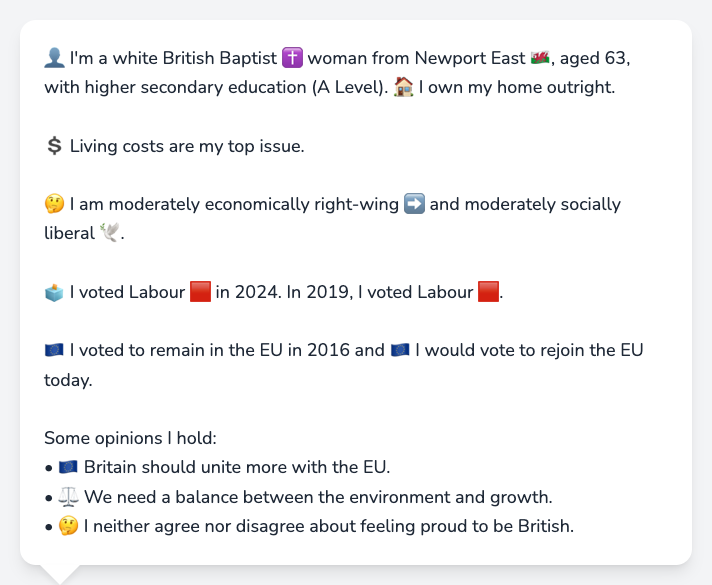 👤 I'm a white British Baptist ✝️ woman from Newport East 🏴󠁧󠁢󠁷󠁬󠁳󠁿, aged 63,
with higher secondary education (A Level). 🏠 I own my home outright.
💲 Living costs are my top issue.
🤔 I am moderately economically right-wing ➡️ and moderately socially
liberal 🕊️.
🗳️ I voted Labour 🟥 in 2024. In 2019, I voted Labour 🟥.
🇪🇺 I voted to remain in the EU in 2016 and 🇪🇺 I would vote to rejoin the EU
today.
Some opinions I hold:
• 🇪🇺 Britain should unite more with the EU.
• ⚖️ We need a balance between the environment and growth.
• 🤔 I neither agree nor disagree about feeling proud to be British.